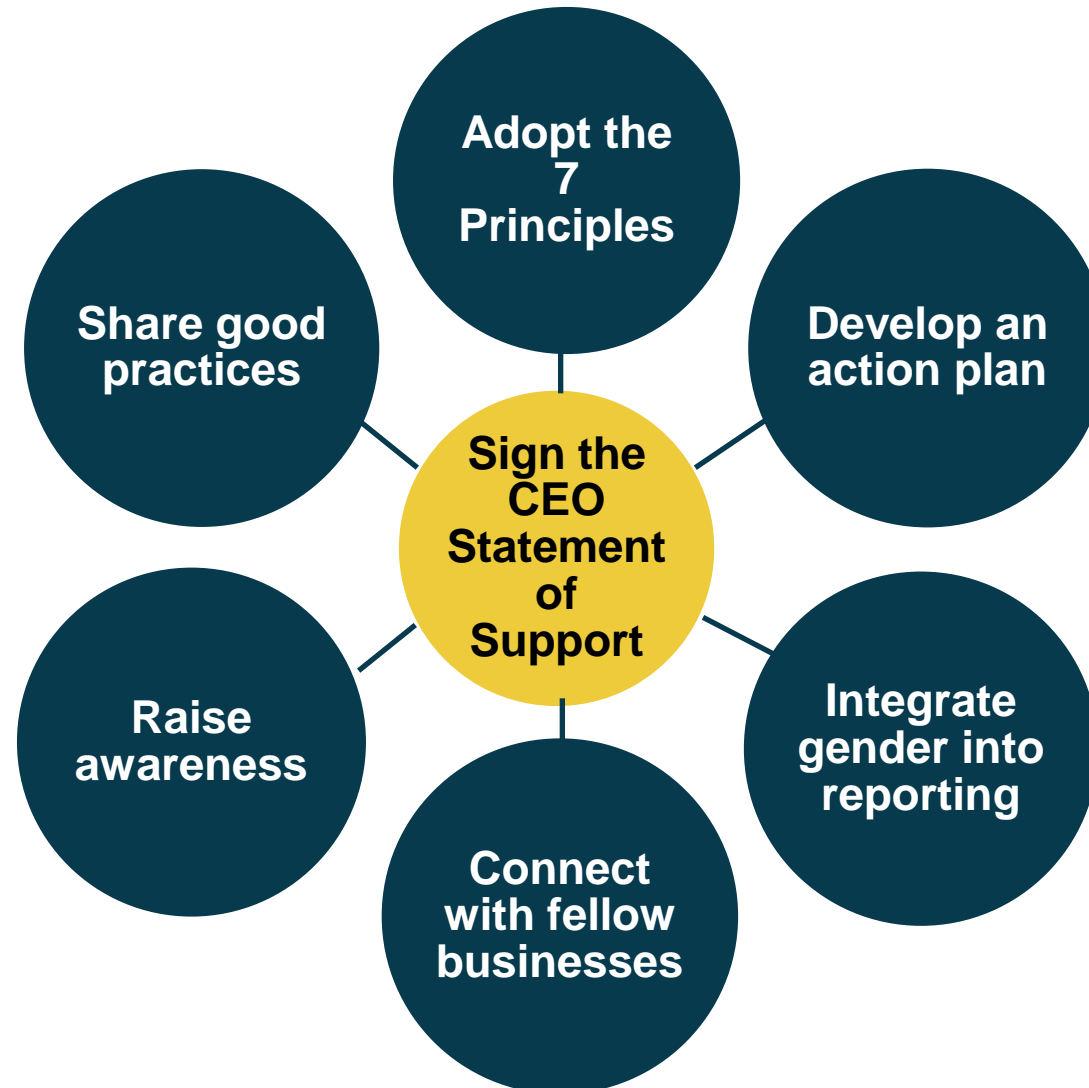 Adopt the
7
Principles
Share good
practices
Develop an
action plan
Sign the
CEO
Statement
of
Support
Raise
awareness
Integrate
gender into
reporting
Connect
with fellow
businesses